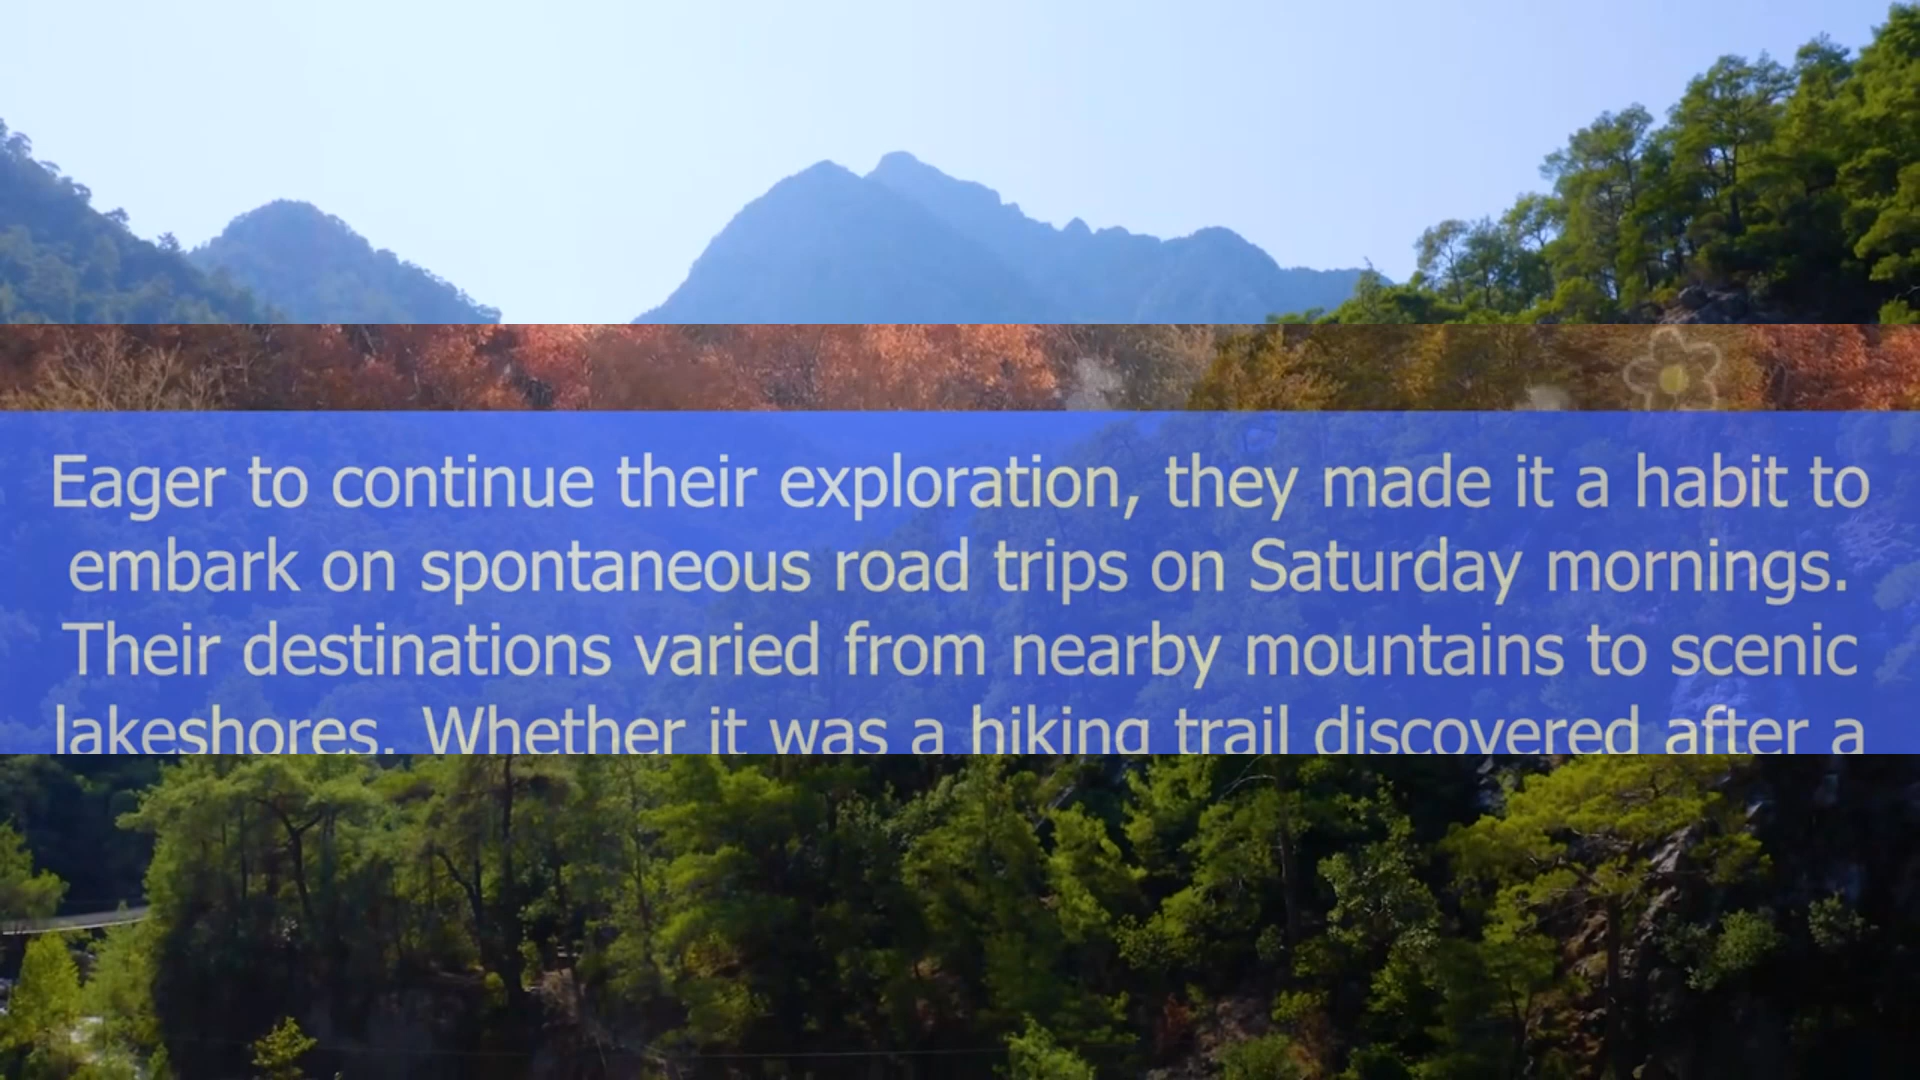 Eager to continue their exploration, they made it a habit to
embark on spontaneous road trips on Saturday mornings.
Their destinations varied from nearby mountains to scenic
lakeshores. Whether it was a hiking trail discovered after a